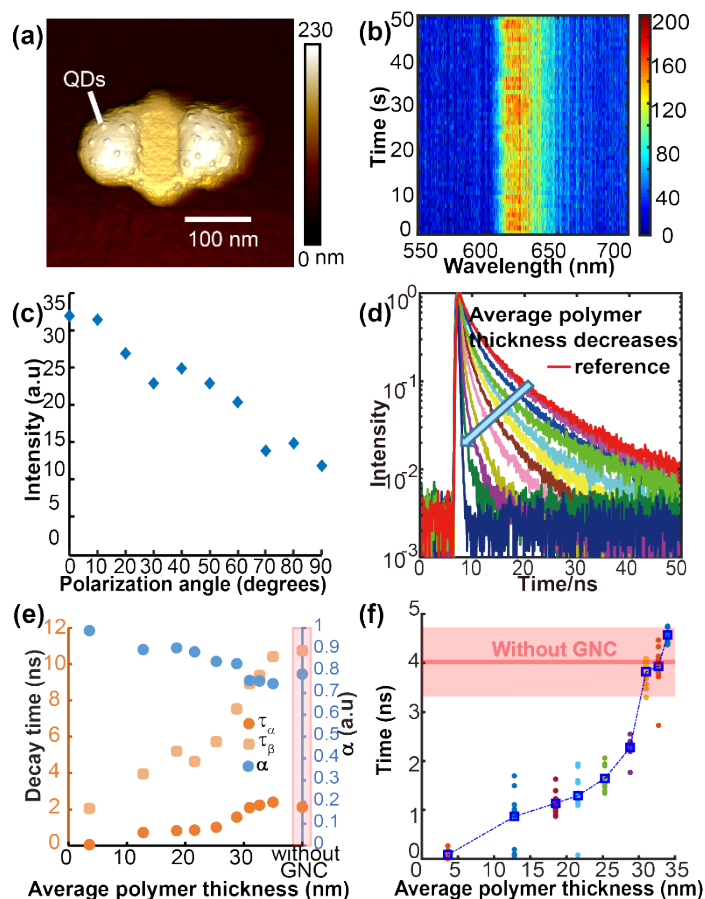 (a)
230
QDs
100 nm
0 nm
(b)
50
40
30
20
10
0
Time (s)
550
600
650
700
Wavelength (nm)
200
160
120
80
40
0
(c)
35
30
25
20
15
10
5
0
Intensity (a.u)
0 10 20 30 40 50 60 70 80 90
Polarization angle (degrees)
(d)
Average polymer
thickness decreases
reference
10^0
10^-1
10^-2
10^-3
Intensity
0 10 20 30 40 50
Time/ns
(e)
12
10
8
6
4
2
0
Decay time (ns)
τα
τβ
α
1
0.9
0.8
0.7
0.6
0.5
0.4
0.3
0.2
0.1
0
α (a.u)
0 10 20 30
without
GNC
Average polymer thickness (nm)
(f)
5
4
3
2
1
0
Time (ns)
Without GNC
5 10 15 20 25 30 35
Average polymer thickness (nm)